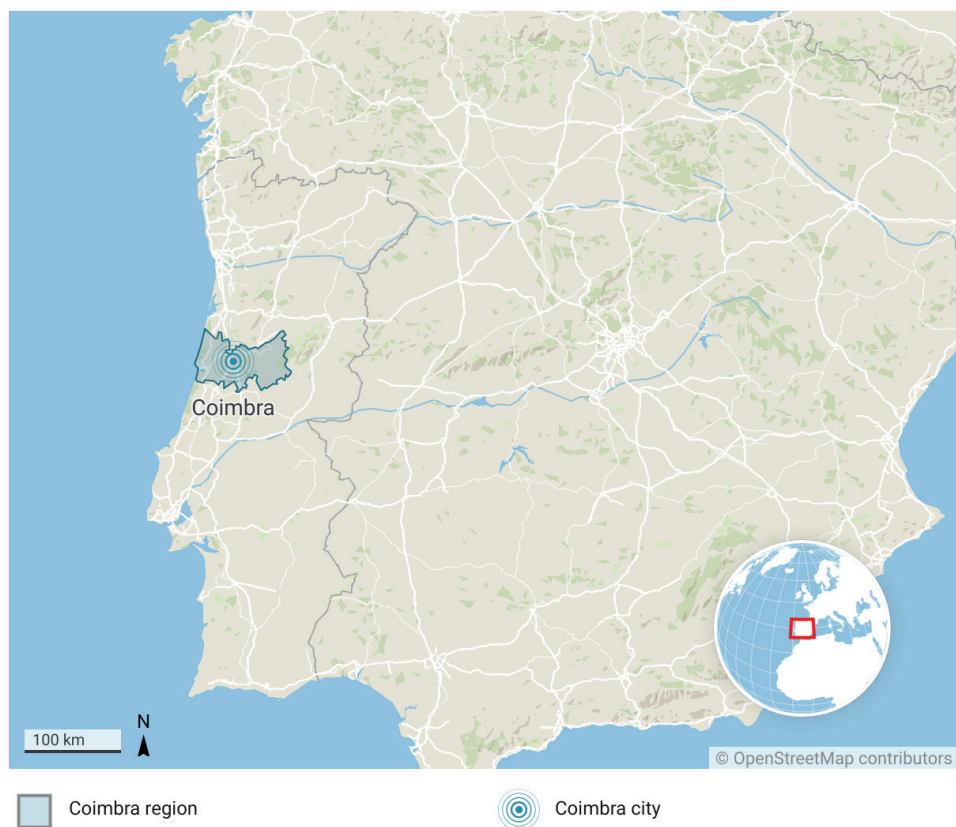 Coimbra
100 km
N
© OpenStreetMap contributors
Coimbra region
Coimbra city